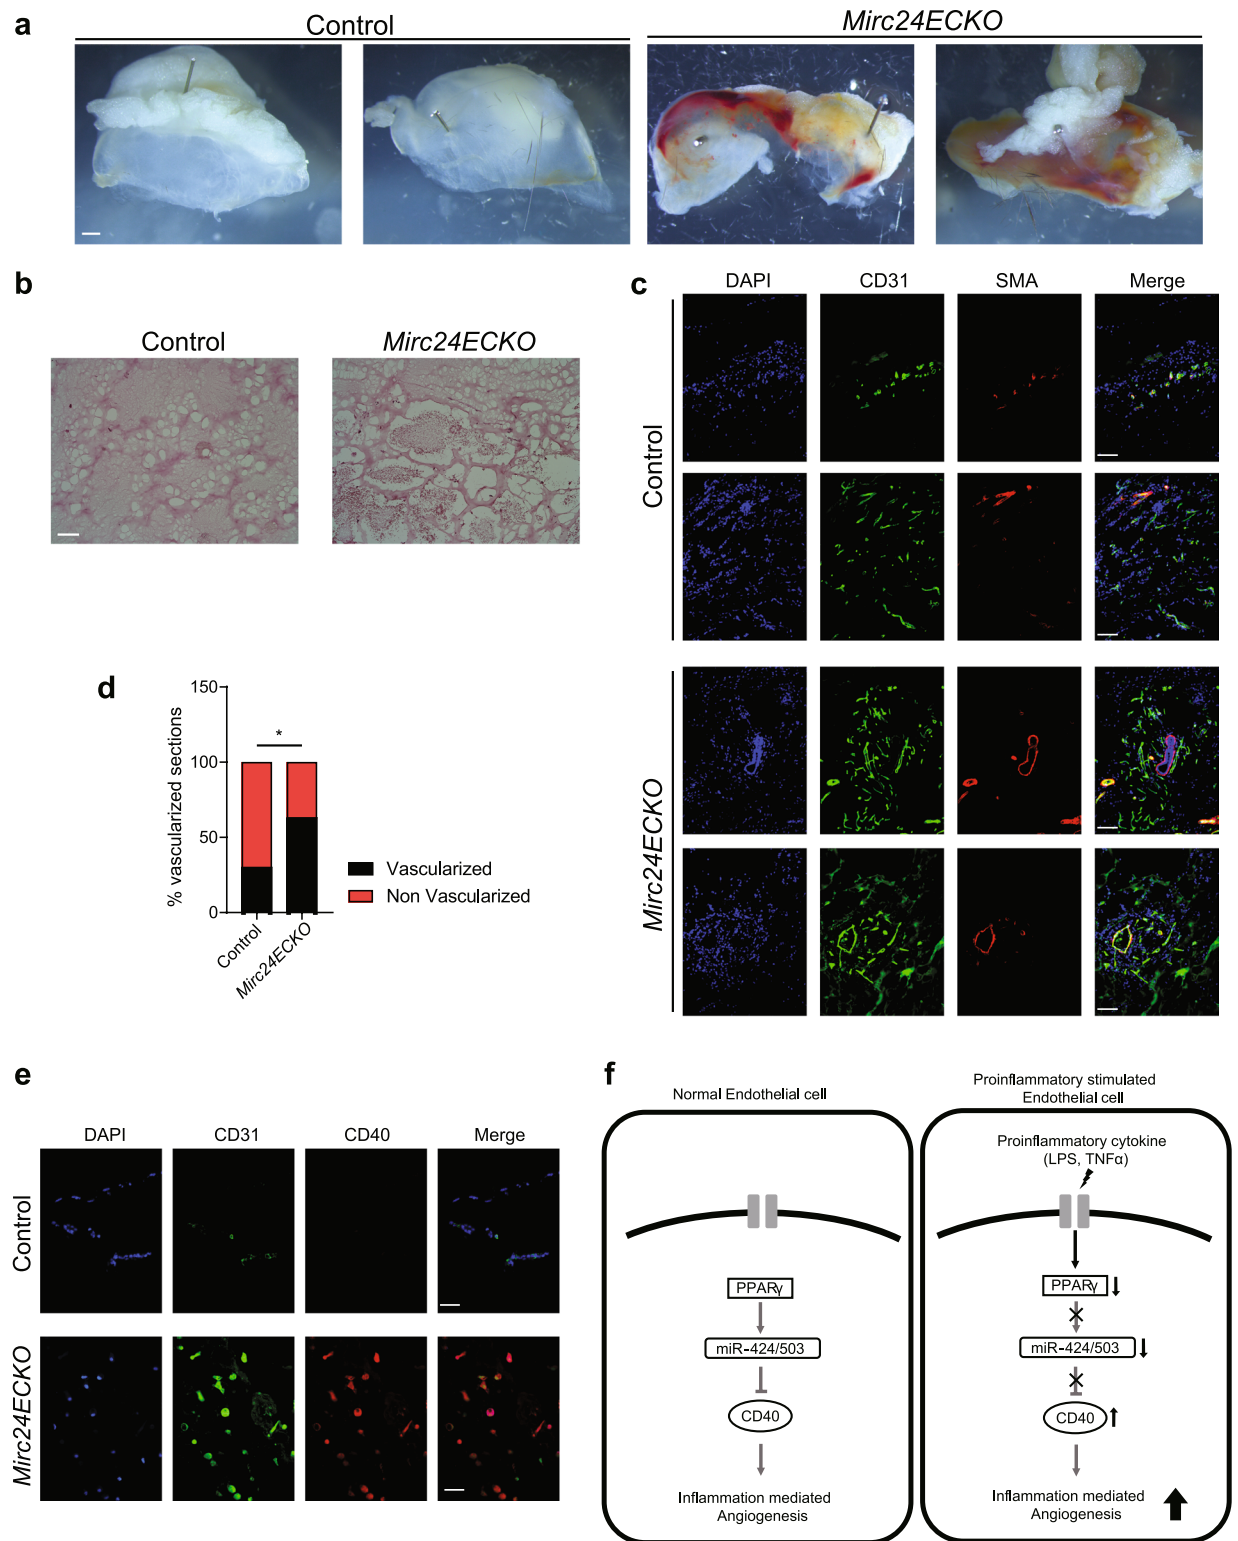 a
Control
Mirc24ECKO
b
Control
Mirc24ECKO
c
DAPI
CD31
SMA
Merge
Control
Mirc24ECKO
d
% vascularized sections
150
100
50
0
*
Control
Mirc24ECKO
Vascularized
Non Vascularized
e
DAPI
CD31
CD40
Merge
Control
Mirc24ECKO
f
Normal Endothelial cell
PPARγ
miR-424/503
CD40
Inflammation mediated
Angiogenesis
Proinflammatory stimulated
Endothelial cell
Proinflammatory cytokine
(LPS, TNFα)
PPARγ
miR-424/503
CD40
Inflammation mediated
Angiogenesis